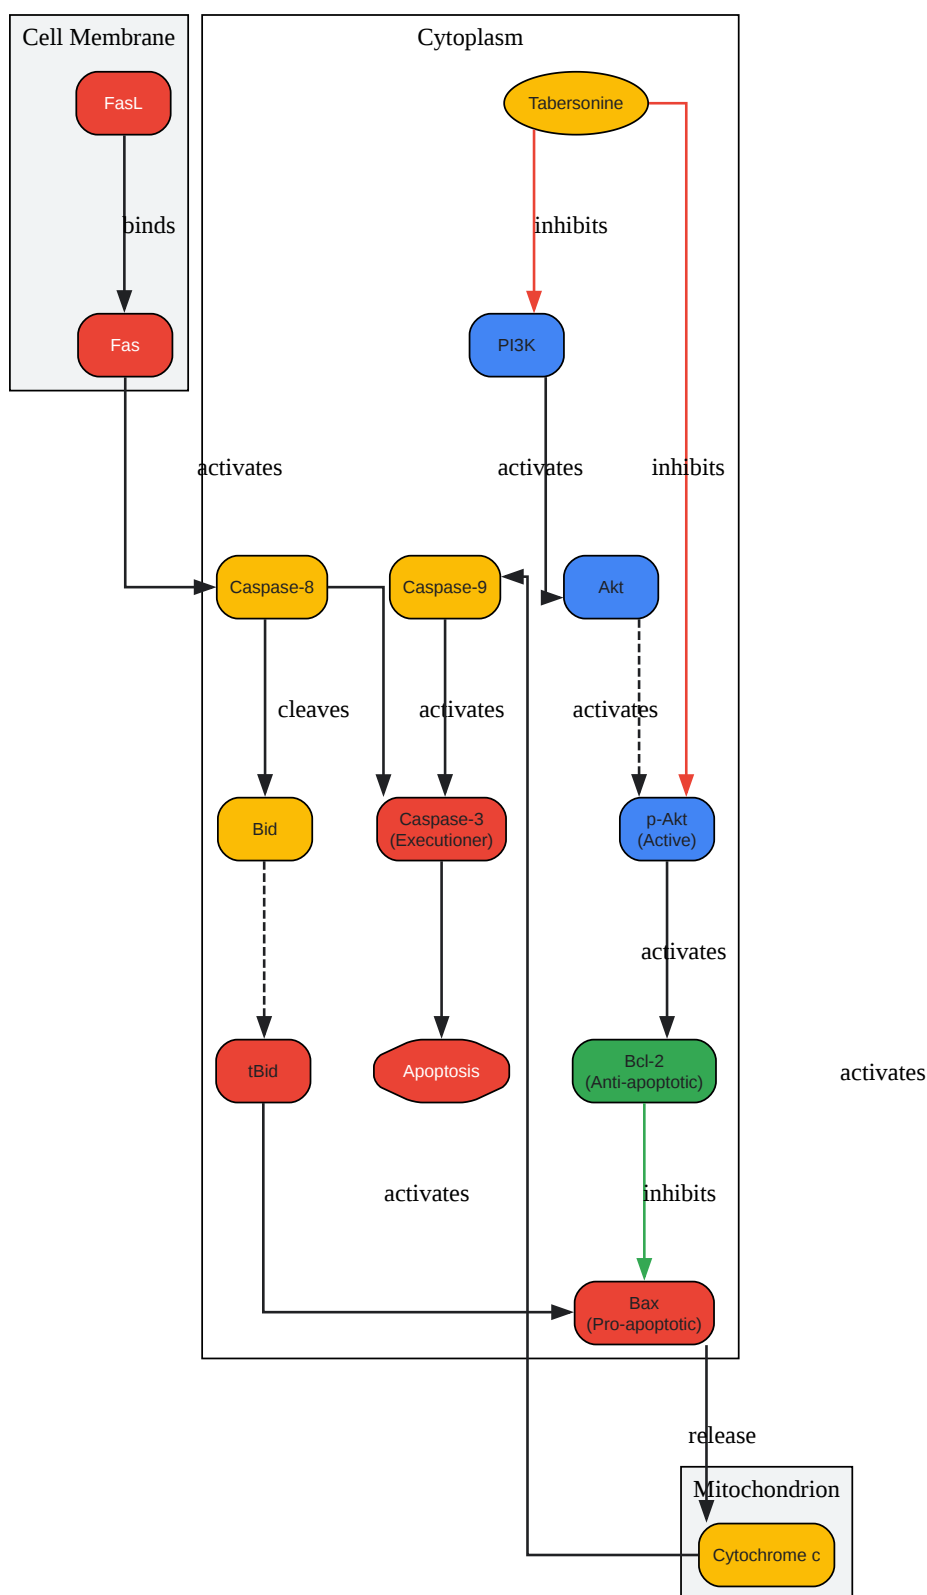 Cell Membrane
Cytoplasm
FasL
Tabersonine
binds
inhibits
Fas
PI3K
activates
activates
inhibits
Caspase-8
Caspase-9
Akt
cleaves
activates
activates
Bid
Caspase-3
(Executioner)
p-Akt
(Active)
activates
tBid
Apoptosis
Bcl-2
(Anti-apoptotic)
activates
activates
inhibits
Bax
(Pro-apoptotic)
release
Mitochondrion
Cytochrome c